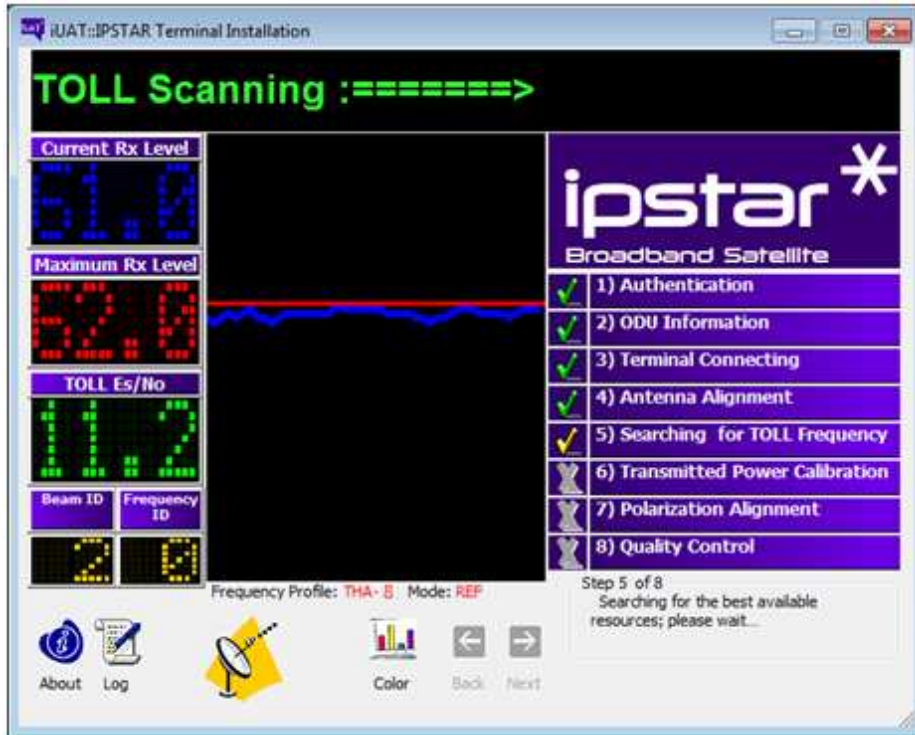 iUAT::IPSTAR Terminal Installation
TOLL Scanning :=======>
Current Rx Level
61.0
Maximum Rx Level
62.0
TOLL Es/No
11.2
Beam ID
Frequency ID
2
0
ipstar*
Broadband Satellite
1) Authentication
2) ODU Information
3) Terminal Connecting
4) Antenna Alignment
5) Searching for TOLL Frequency
6) Transmitted Power Calibration
7) Polarization Alignment
8) Quality Control
Frequency Profile: THA- 8 Mode: REF
Step 5 of 8
Searching for the best available
resources; please wait...
About
Log
Color
Back
Next